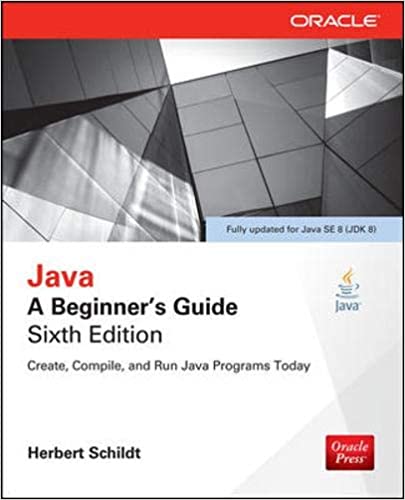 ORACLE
Fully updated for Java SE 8 (JDK 8)
Java
A Beginner's Guide
Sixth Edition
Create, Compile, and Run Java Programs Today
Java
Herbert Schildt
Oracle
Press